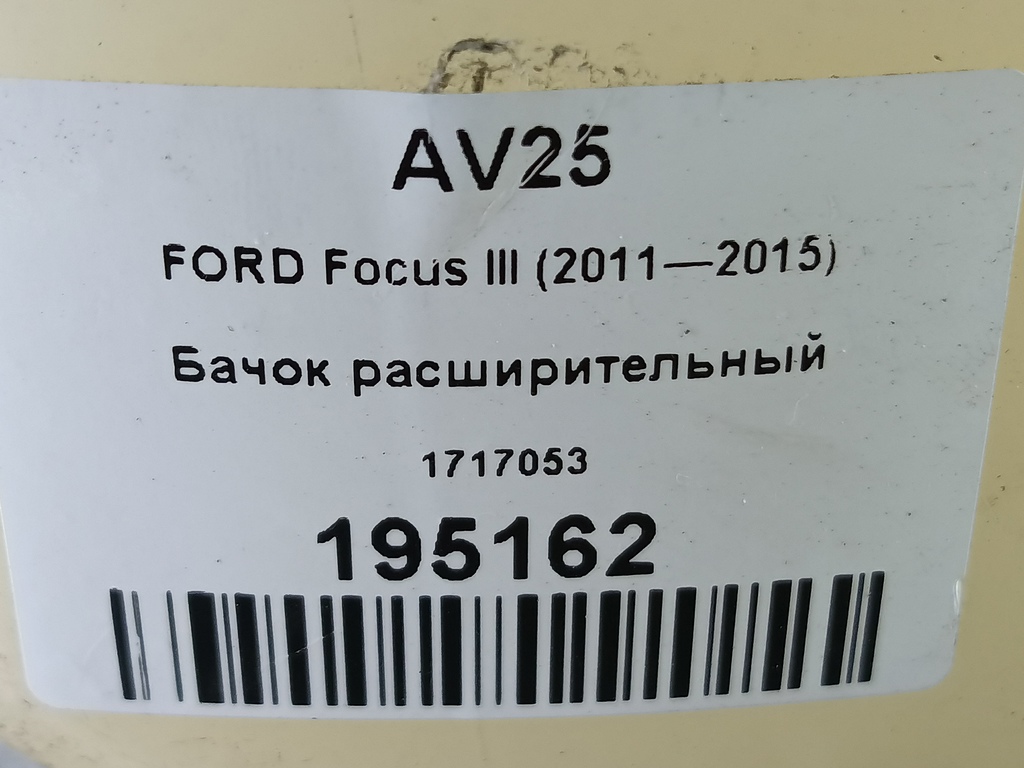 AV25
FORD Focus III (2011—2015)
Бачок расширительный
1717053
195162